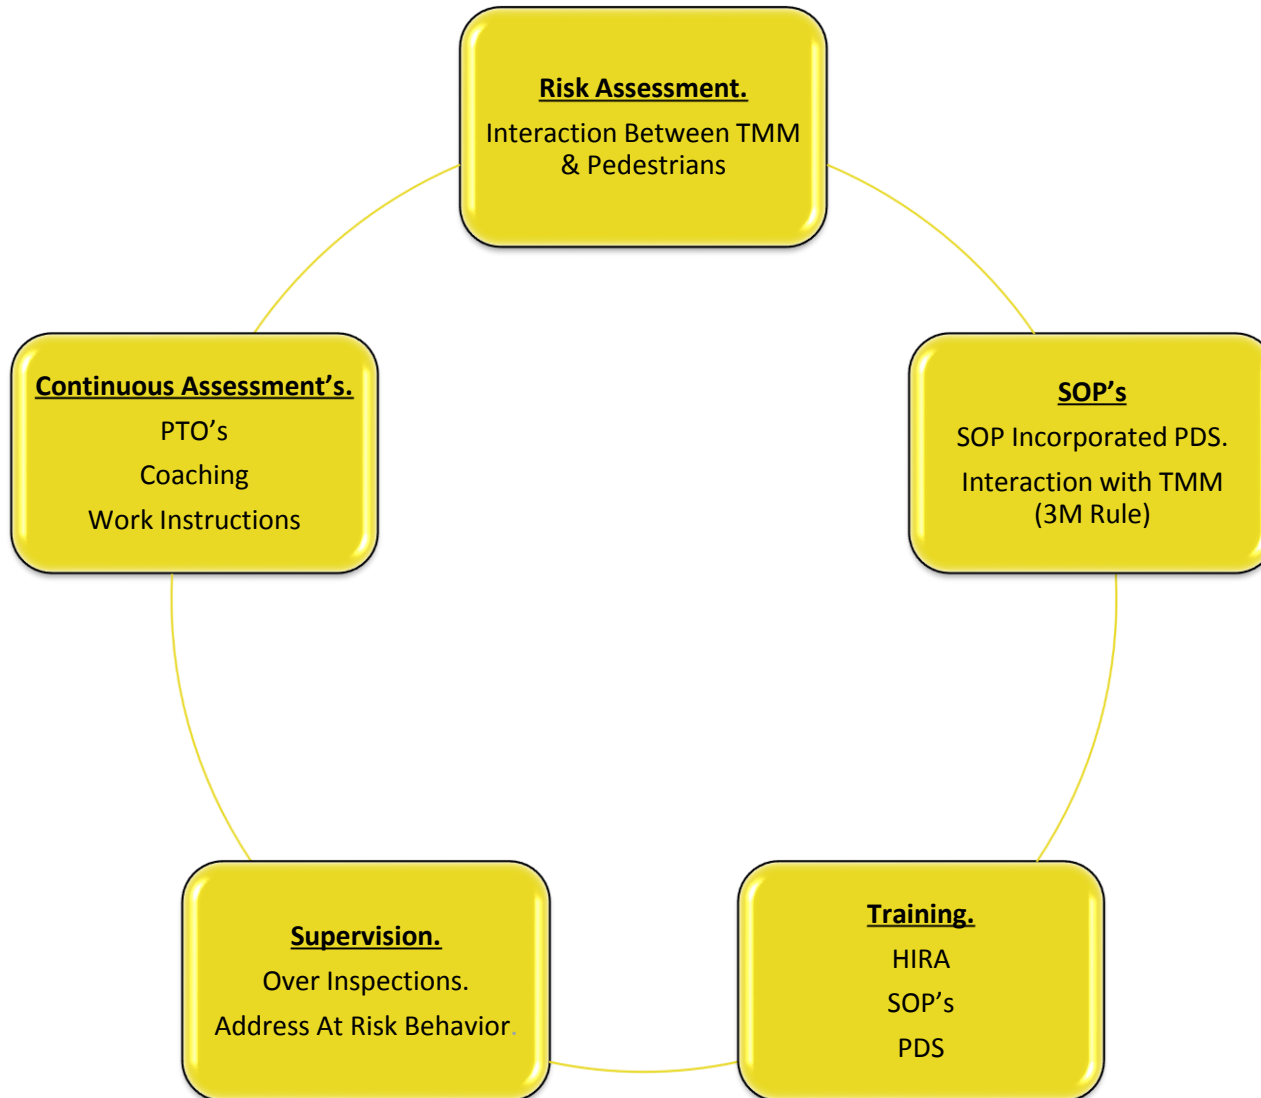 Risk Assessment.
Interaction Between TMM
& Pedestrians
SOP’s
SOP Incorporated PDS.
Interaction with TMM
(3M Rule)
Training.
HIRA
SOP’s
PDS
Supervision.
Over Inspections.
Address At Risk Behavior.
Continuous Assessment’s.
PTO’s
Coaching
Work Instructions